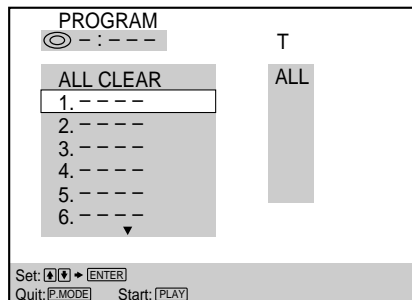 PROGRAM
– : – – – T
ALL CLEAR ALL
1. – – – –
2. – – – –
3. – – – –
4. – – – –
5. – – – –
6. – – – –
Set: ENTER
Quit: P.MODE Start: PLAY